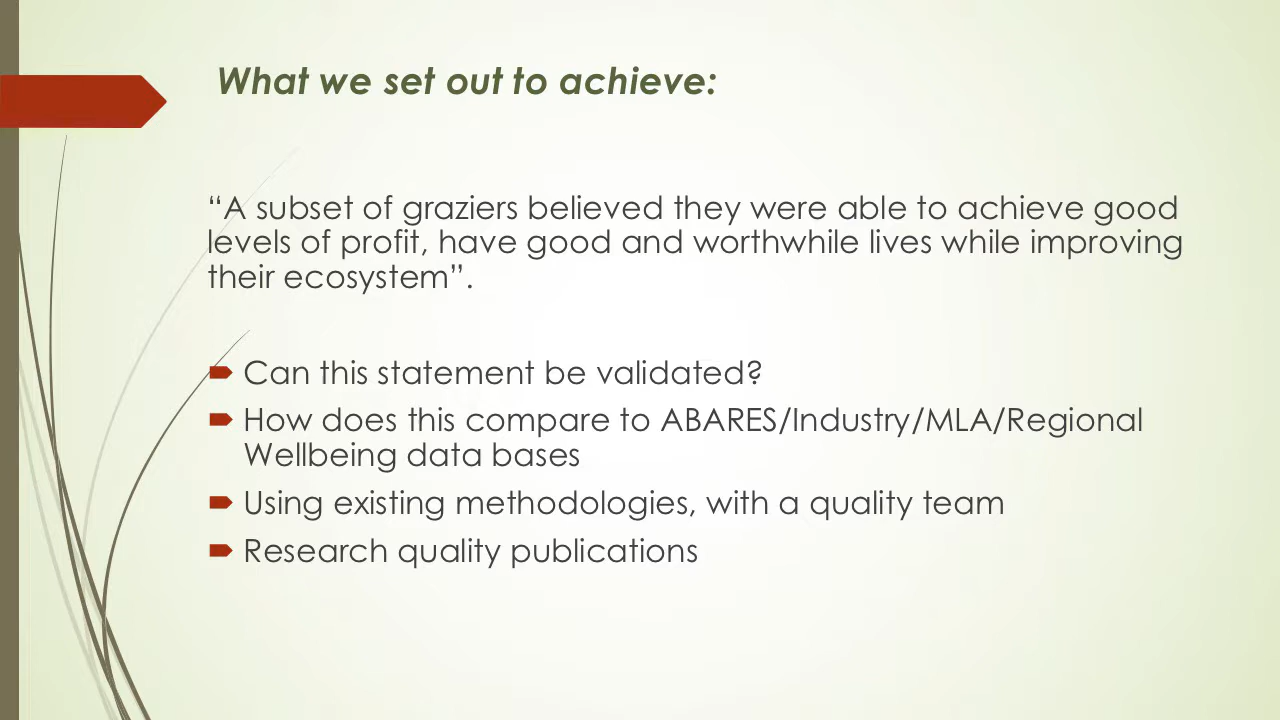 What we set out to achieve:
“A subset of graziers believed they were able to achieve good
levels of profit, have good and worthwhile lives while improving
their ecosystem”.
Can this statement be validated?
How does this compare to ABARES/Industry/MLA/Regional
Wellbeing data bases
Using existing methodologies, with a quality team
Research quality publications